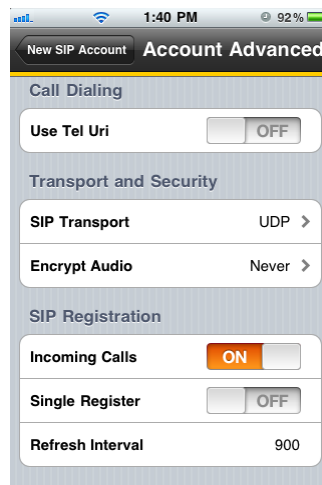 1:40 PM 92%
New SIP Account Account Advanced
Call Dialing
Use Tel Uri OFF
Transport and Security
SIP Transport UDP
Encrypt Audio Never
SIP Registration
Incoming Calls ON
Single Register OFF
Refresh Interval 900